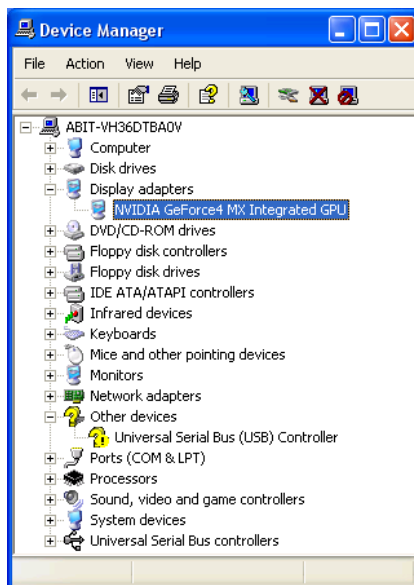 Device Manager
File Action View Help
ABIT-VH36DTBA0V
Computer
Disk drives
Display adapters
NVIDIA GeForce4 MX Integrated GPU
DVD/CD-ROM drives
Floppy disk controllers
Floppy disk drives
IDE ATA/ATAPI controllers
Infrared devices
Keyboards
Mice and other pointing devices
Monitors
Network adapters
Other devices
Universal Serial Bus (USB) Controller
Ports (COM & LPT)
Processors
Sound, video and game controllers
System devices
Universal Serial Bus controllers